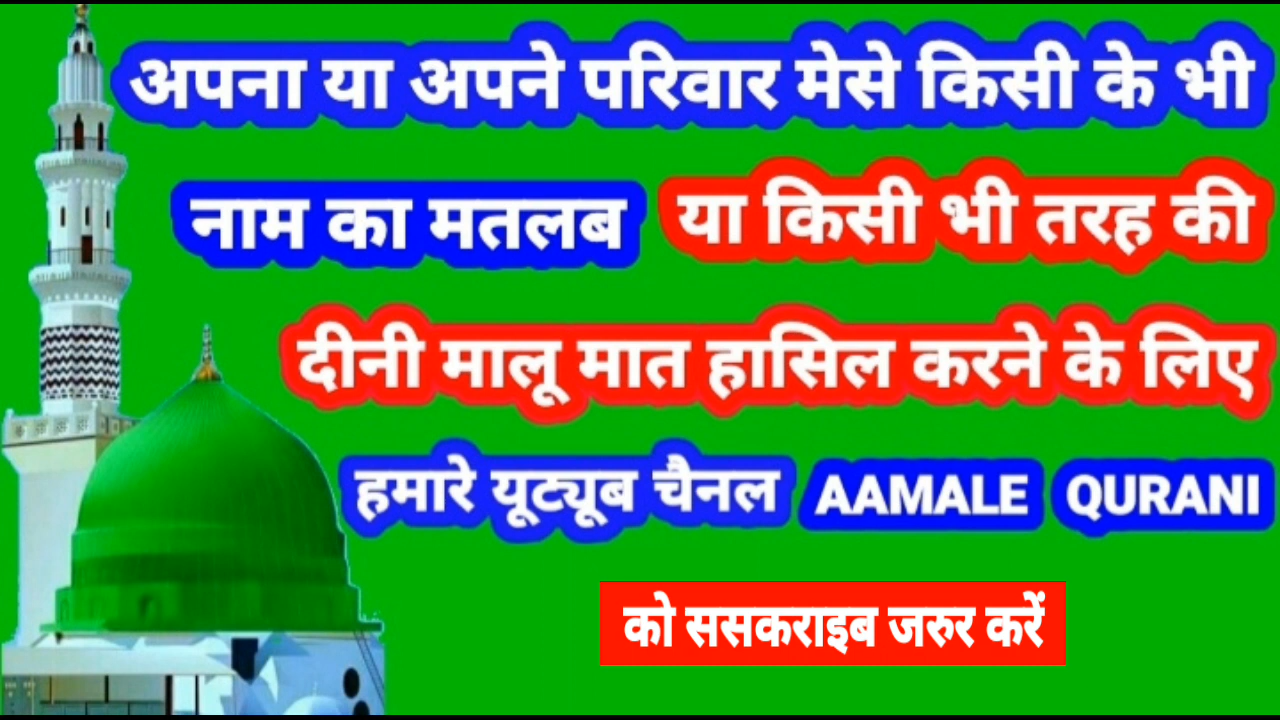 अपना या अपने परिवार मेसे किसी के भी
नाम का मतलब या किसी भी तरह की
दीनी मालू मात हासिल करने के लिए
हमारे यूट्यूब चैनल AAMALE QURANI
को ससकराइब जरुर करें